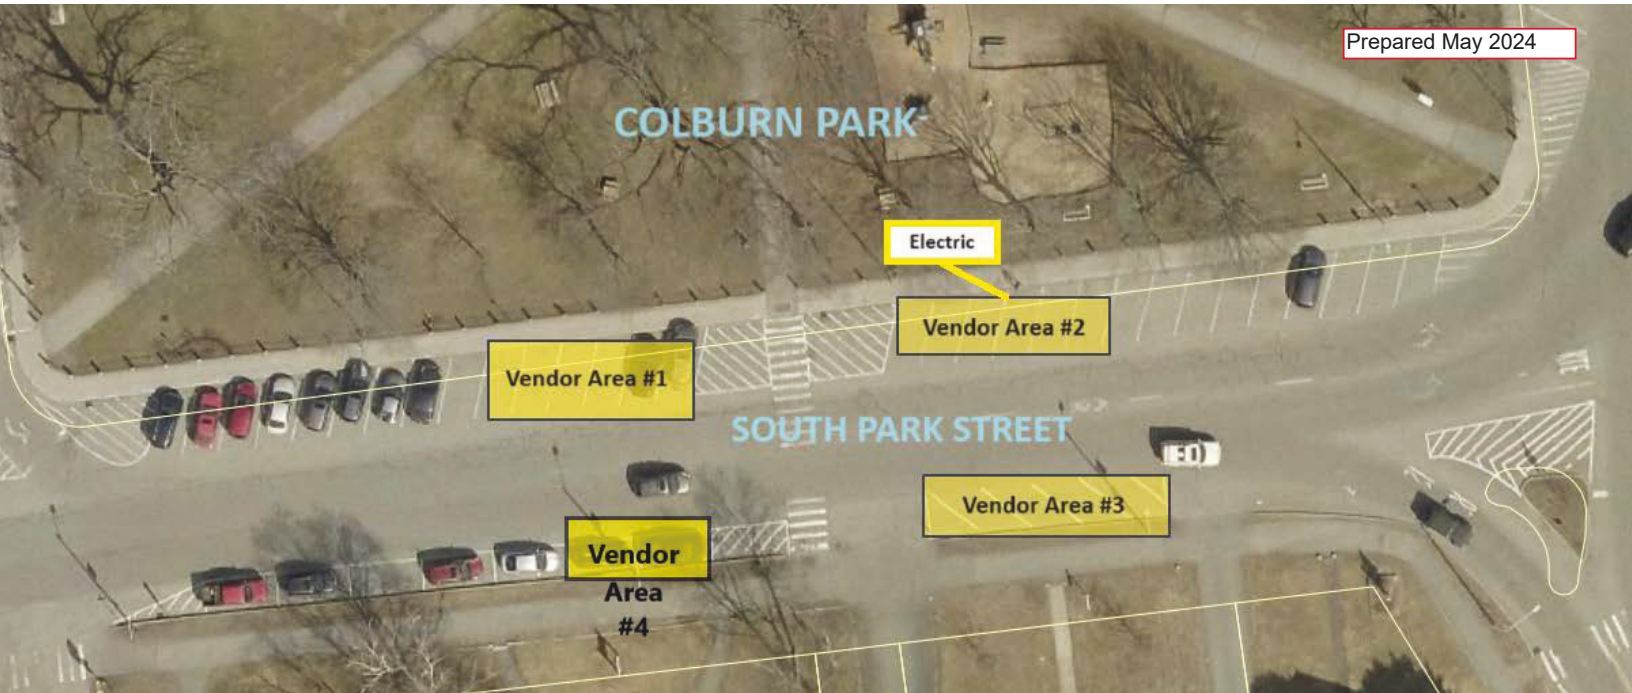 Prepared May 2024
COLBURN PARK
Electric
Vendor Area #2
Vendor Area #1
SOUTH PARK STREET
Vendor Area #3
Vendor
Area
#4